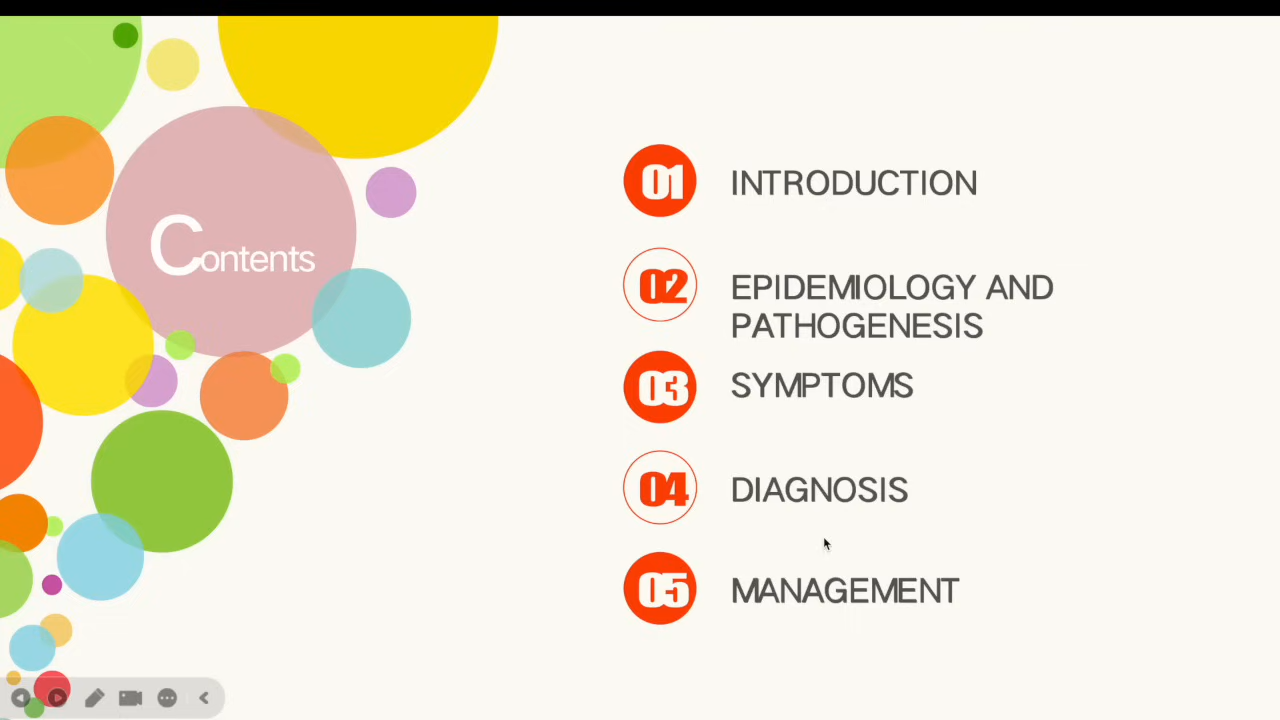 Contents
01 INTRODUCTION
02 EPIDEMIOLOGY AND
PATHOGENESIS
03 SYMPTOMS
04 DIAGNOSIS
05 MANAGEMENT